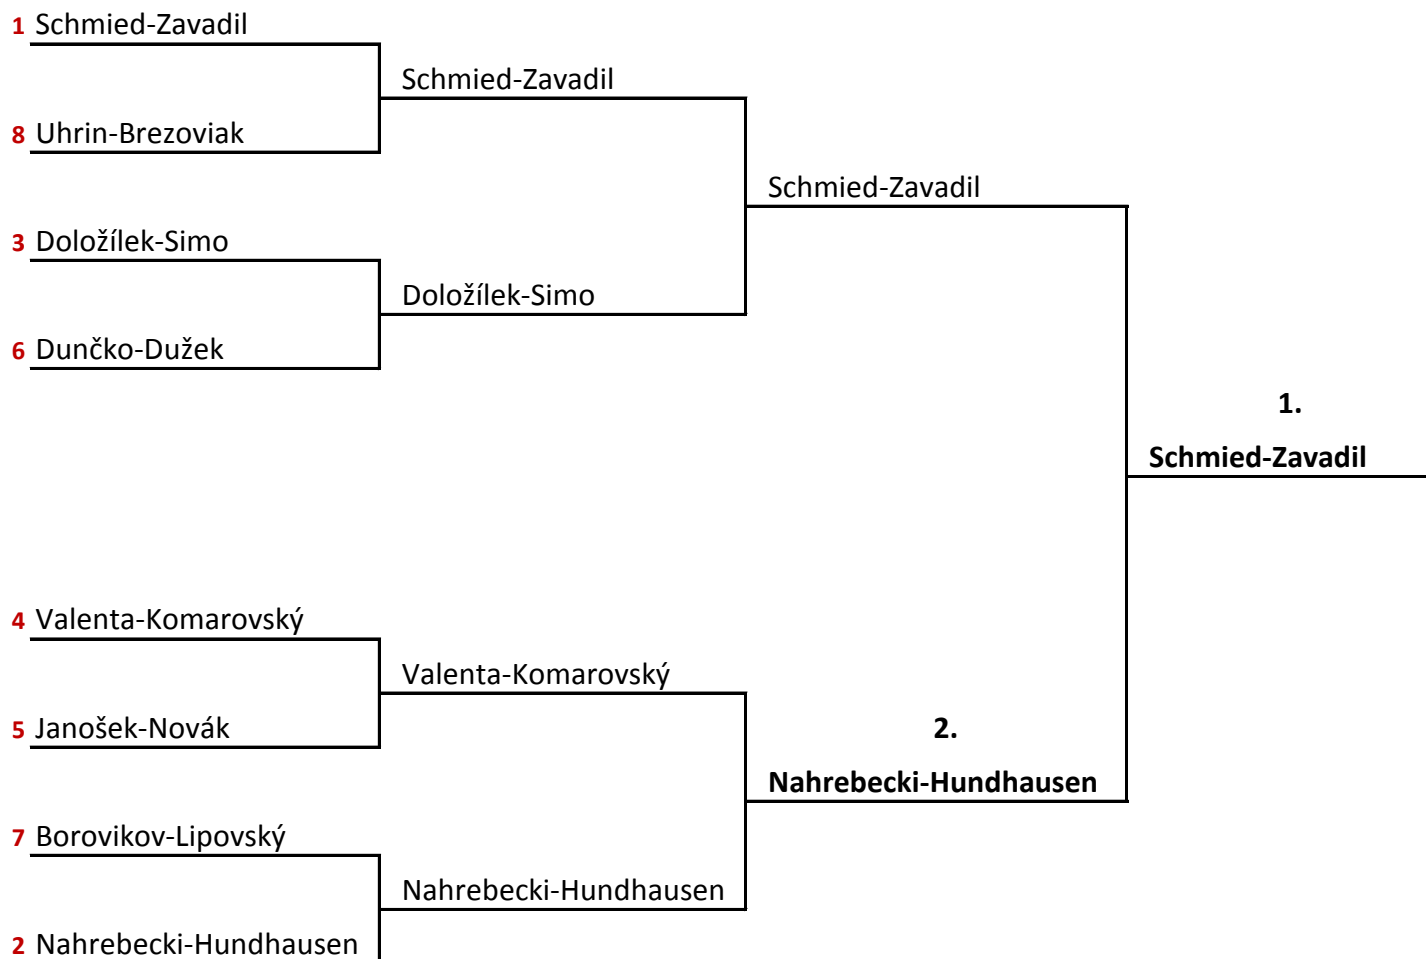 1 Schmied-Zavadil
Schmied-Zavadil
8 Uhrin-Brezoviak
Schmied-Zavadil
3 Doložílek-Simo
Doložílek-Simo
6 Dunčko-Dužek
1.
Schmied-Zavadil
4 Valenta-Komarovský
Valenta-Komarovský
5 Janošek-Novák
2.
Nahrebecki-Hundhausen
7 Borovikov-Lipovský
Nahrebecki-Hundhausen
2 Nahrebecki-Hundhausen